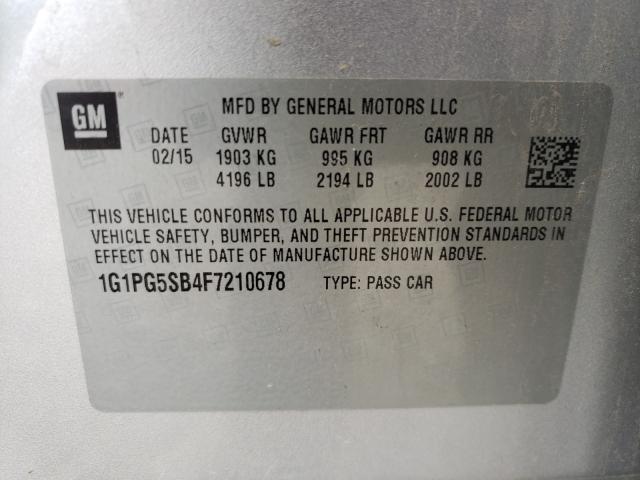 GM ® MFD BY GENERAL MOTORS LLC
DATE GVWR GAWR FRT GAWR RR
02/15 1903 KG 995 KG 908 KG
4196 LB 2194 LB 2002 LB
THIS VEHICLE CONFORMS TO ALL APPLICABLE U.S. FEDERAL MOTOR
VEHICLE SAFETY, BUMPER, AND THEFT PREVENTION STANDARDS IN
EFFECT ON THE DATE OF MANUFACTURE SHOWN ABOVE.
1G1PG5SB4F7210678 TYPE: PASS CAR